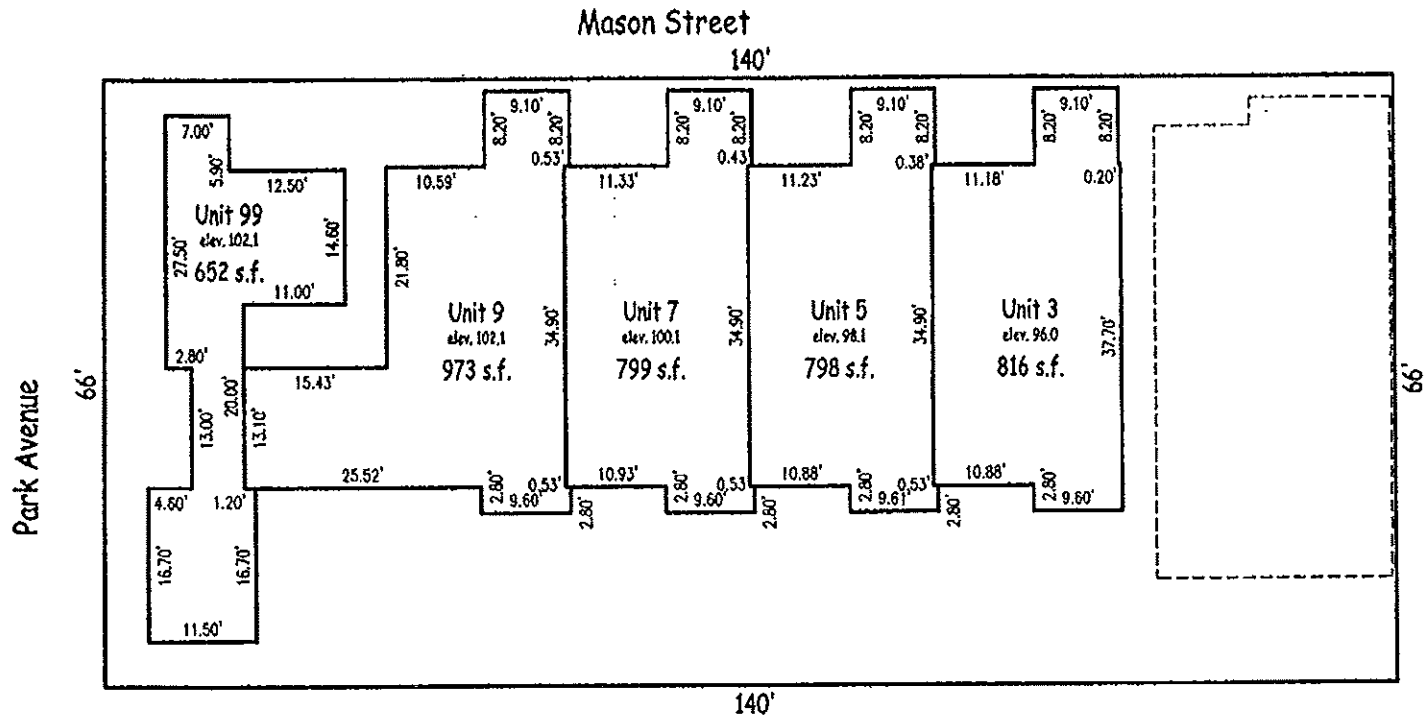 Mason Street
140'
9.10' 9.10' 9.10' 9.10'
8.20' 8.20' 8.20' 8.20' 8.20' 8.20' 8.20' 8.20'
7.00'
5.90'
12.50'
0.53' 0.43 0.38' 0.20'
10.59' 11.33' 11.23' 11.18'
Unit 99
elev. 102.1
652 s.f.
27.50'
14.60'
11.00'
21.80'
Unit 9
elev. 102.1
973 s.f.
34.90'
Unit 7
elev. 100.1
799 s.f.
34.90'
Unit 5
elev. 98.1
798 s.f.
34.90'
Unit 3
elev. 96.0
816 s.f.
37.70'
2.80'
15.43'
Park Avenue
66'
66'
13.00'
20.00'
13.10'
25.52'
2.80'
0.53'
9.60'
2.80'
10.93'
2.80'
0.53
9.60'
2.80'
10.88'
2.80'
0.53'
9.61'
2.80'
10.88'
2.80'
9.60'
4.60' 1.20'
16.70' 16.70'
11.50'
140'